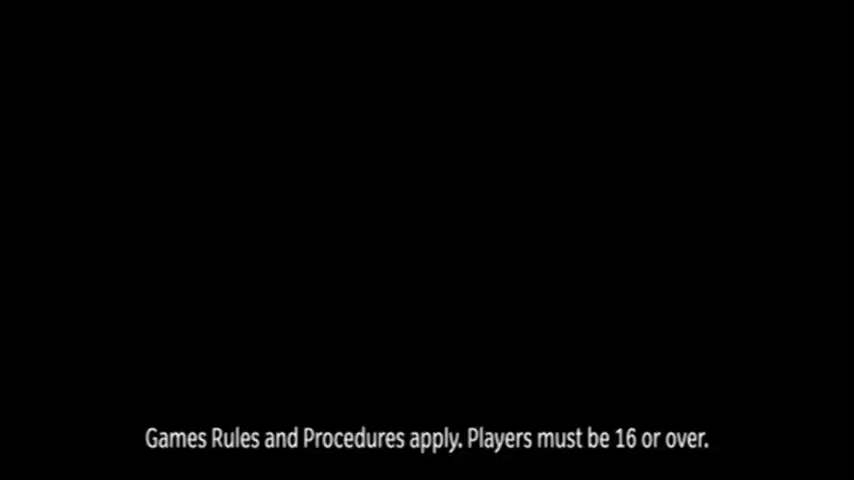 Games Rules and Procedures apply. Players must be 16 or over.